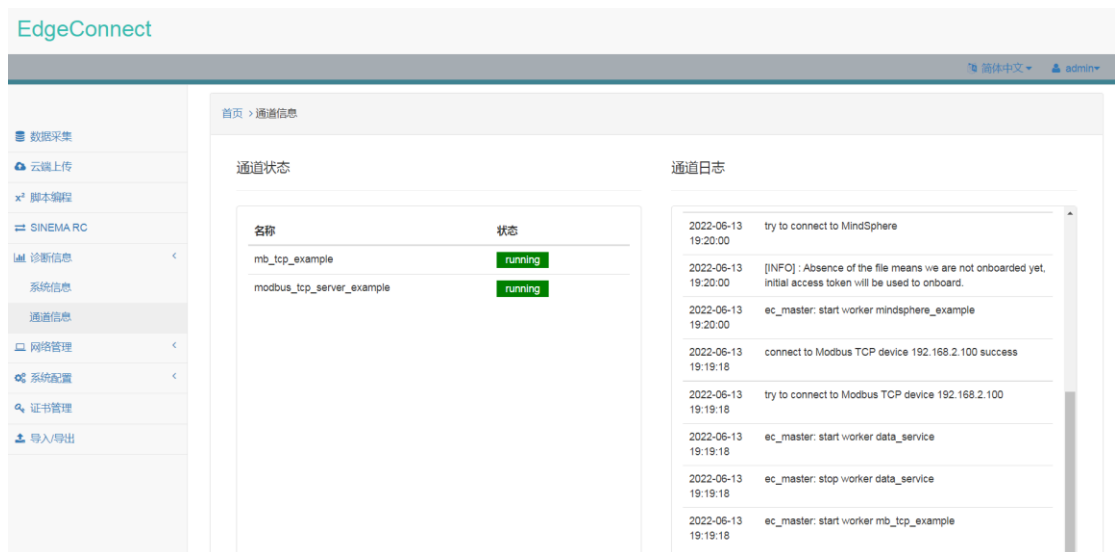 EdgeConnect
简体中文 admin
首页 >通道信息
数据采集
云端上传
x² 脚本编程
SINEMA RC
诊断信息
系统信息
通道信息
网络管理
系统配置
证书管理
导入/导出
通道状态
名称 状态
mb_tcp_example running
modbus_tcp_server_example running
通道日志
2022-06-13 try to connect to MindSphere
19:20:00
2022-06-13 [INFO] : Absence of the file means we are not onboarded yet,
19:20:00 initial access token will be used to onboard.
2022-06-13 ec_master: start worker mindsphere_example
19:20:00
2022-06-13 connect to Modbus TCP device 192.168.2.100 success
19:19:18
2022-06-13 try to connect to Modbus TCP device 192.168.2.100
19:19:18
2022-06-13 ec_master: start worker data_service
19:19:18
2022-06-13 ec_master: stop worker data_service
19:19:18
2022-06-13 ec_master: start worker mb_tcp_example
19:19:18